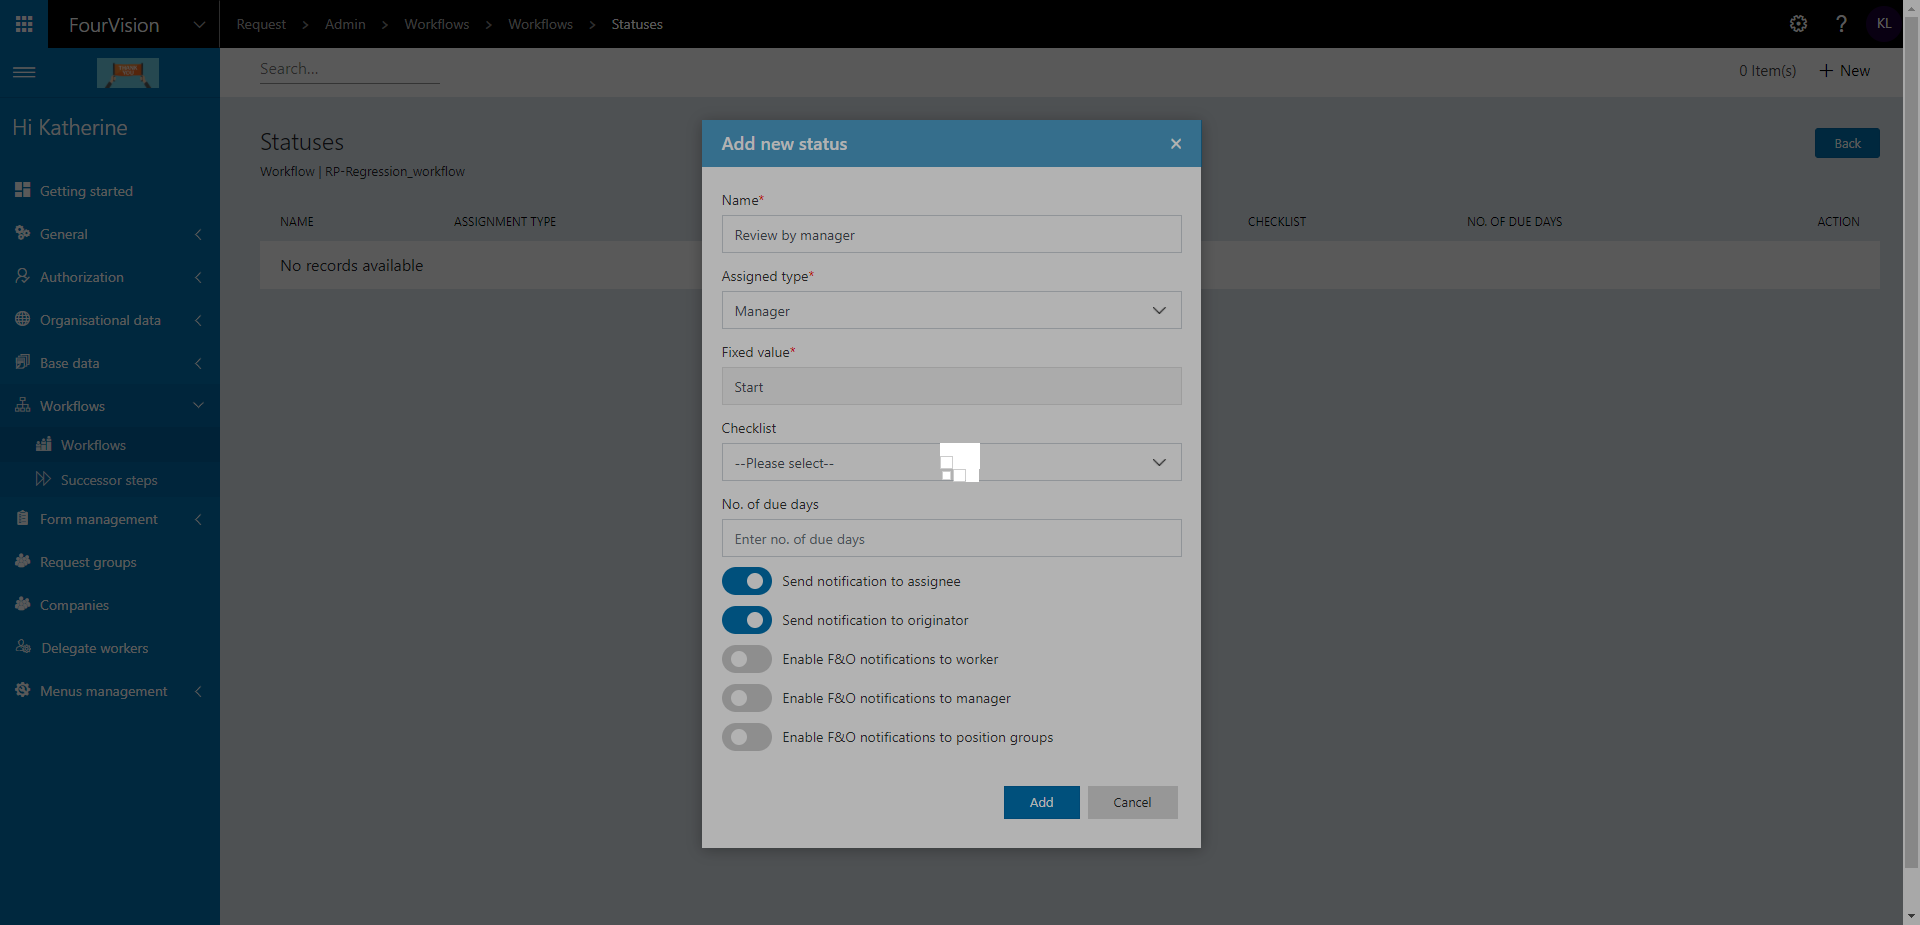 FourVision
Request > Admin > Workflows > Workflows > Statuses
? KL
Search...
0 Item(s) + New
Hi Katherine
Getting started
General
Authorization
Organisational data
Base data
Workflows
Workflows
Successor steps
Form management
Request groups
Companies
Delegate workers
Menus management
Statuses
Back
Workflow | RP-Regression_workflow
NAME ASSIGNMENT TYPE CHECKLIST NO. OF DUE DAYS ACTION
No records available
Add new status ×
Name*
Review by manager
Assigned type*
Manager
Fixed value*
Start
Checklist
--Please select--
No. of due days
Enter no. of due days
Send notification to assignee
Send notification to originator
Enable F&O notifications to worker
Enable F&O notifications to manager
Enable F&O notifications to position groups
Add Cancel